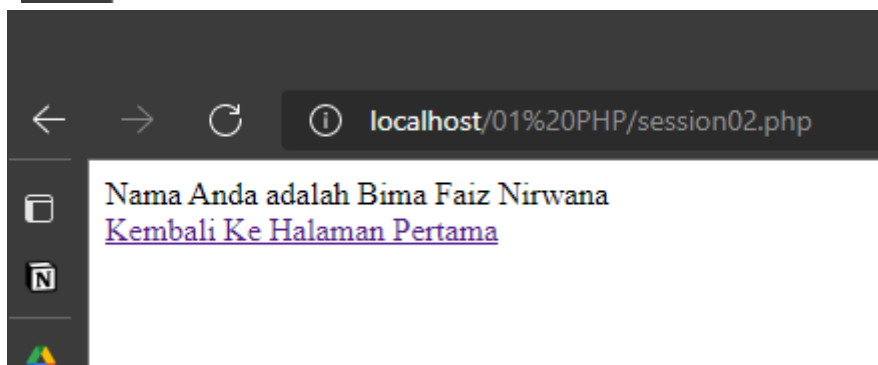 localhost/01%20PHP/session02.php
Nama Anda adalah Bima Faiz Nirwana
Kembali Ke Halaman Pertama